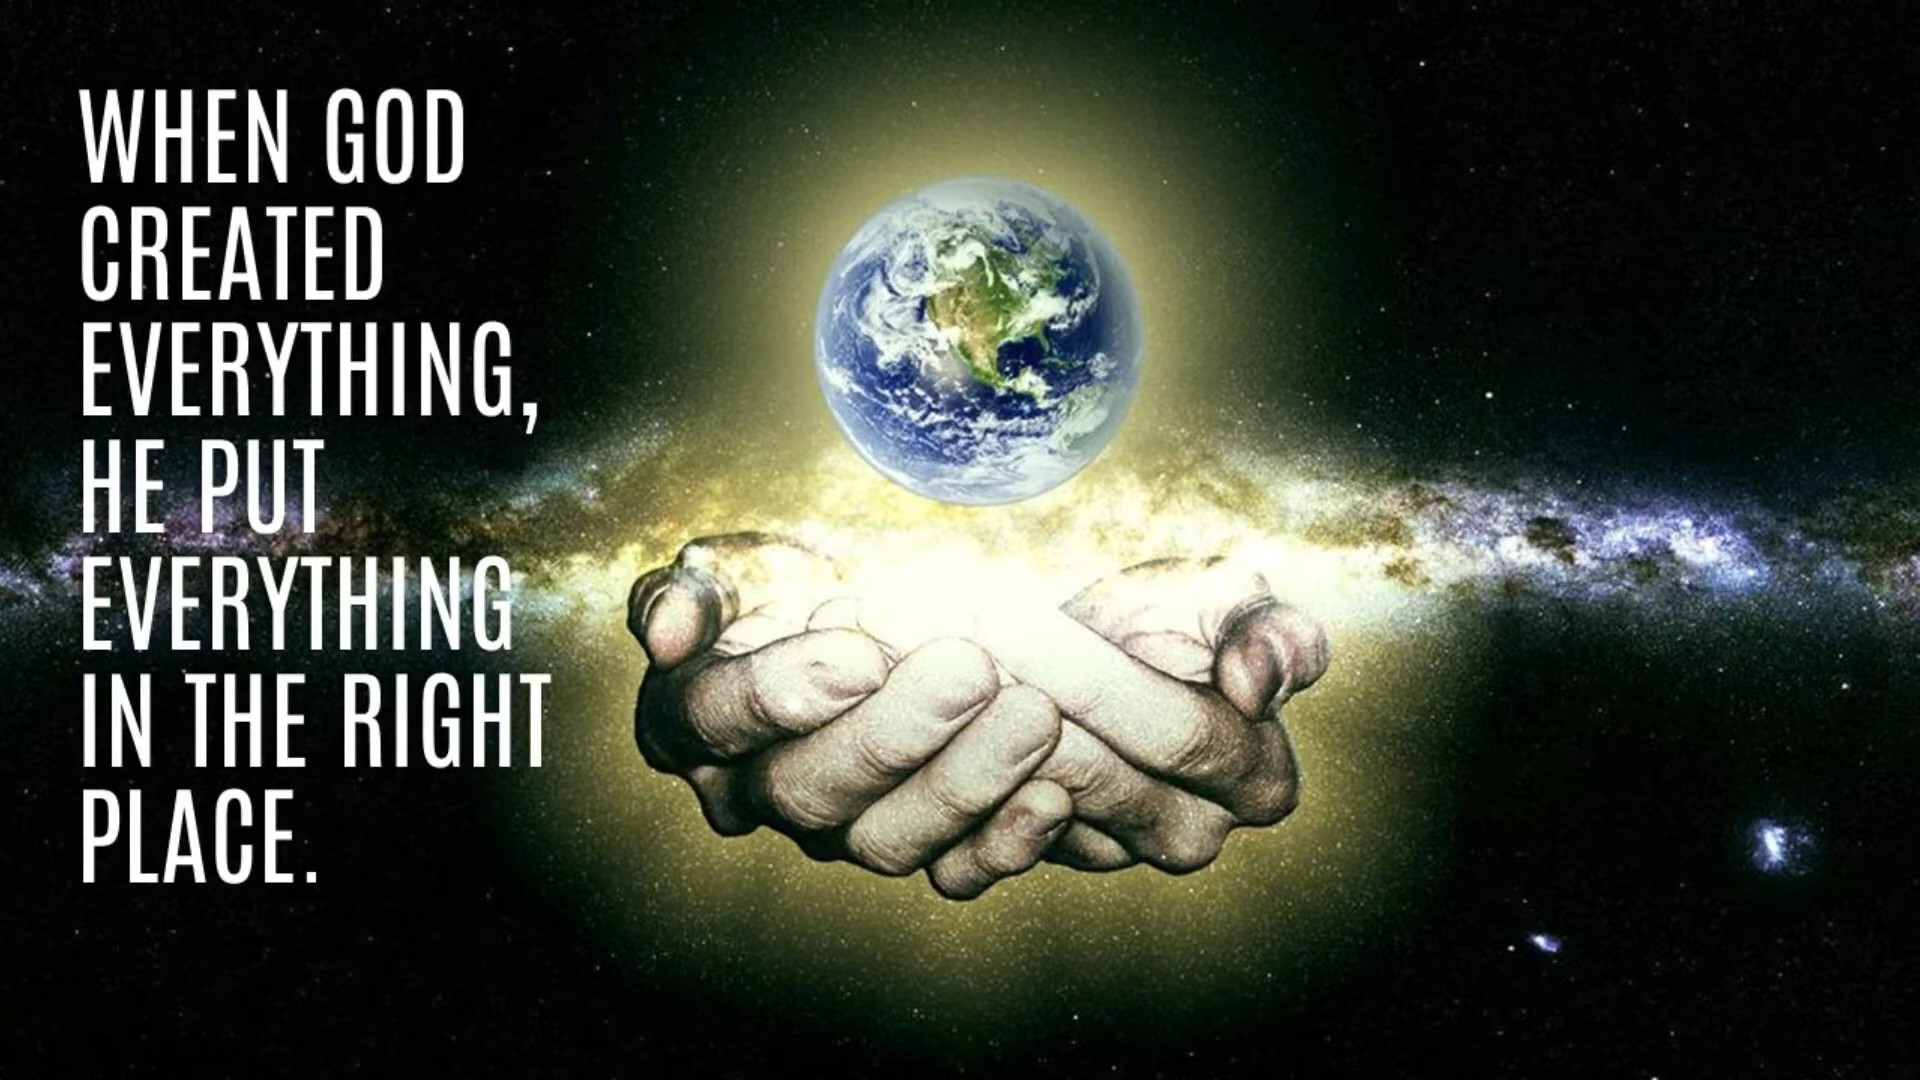 WHEN GOD
CREATED
EVERYTHING,
HE PUT
EVERYTHING
IN THE RIGHT
PLACE.